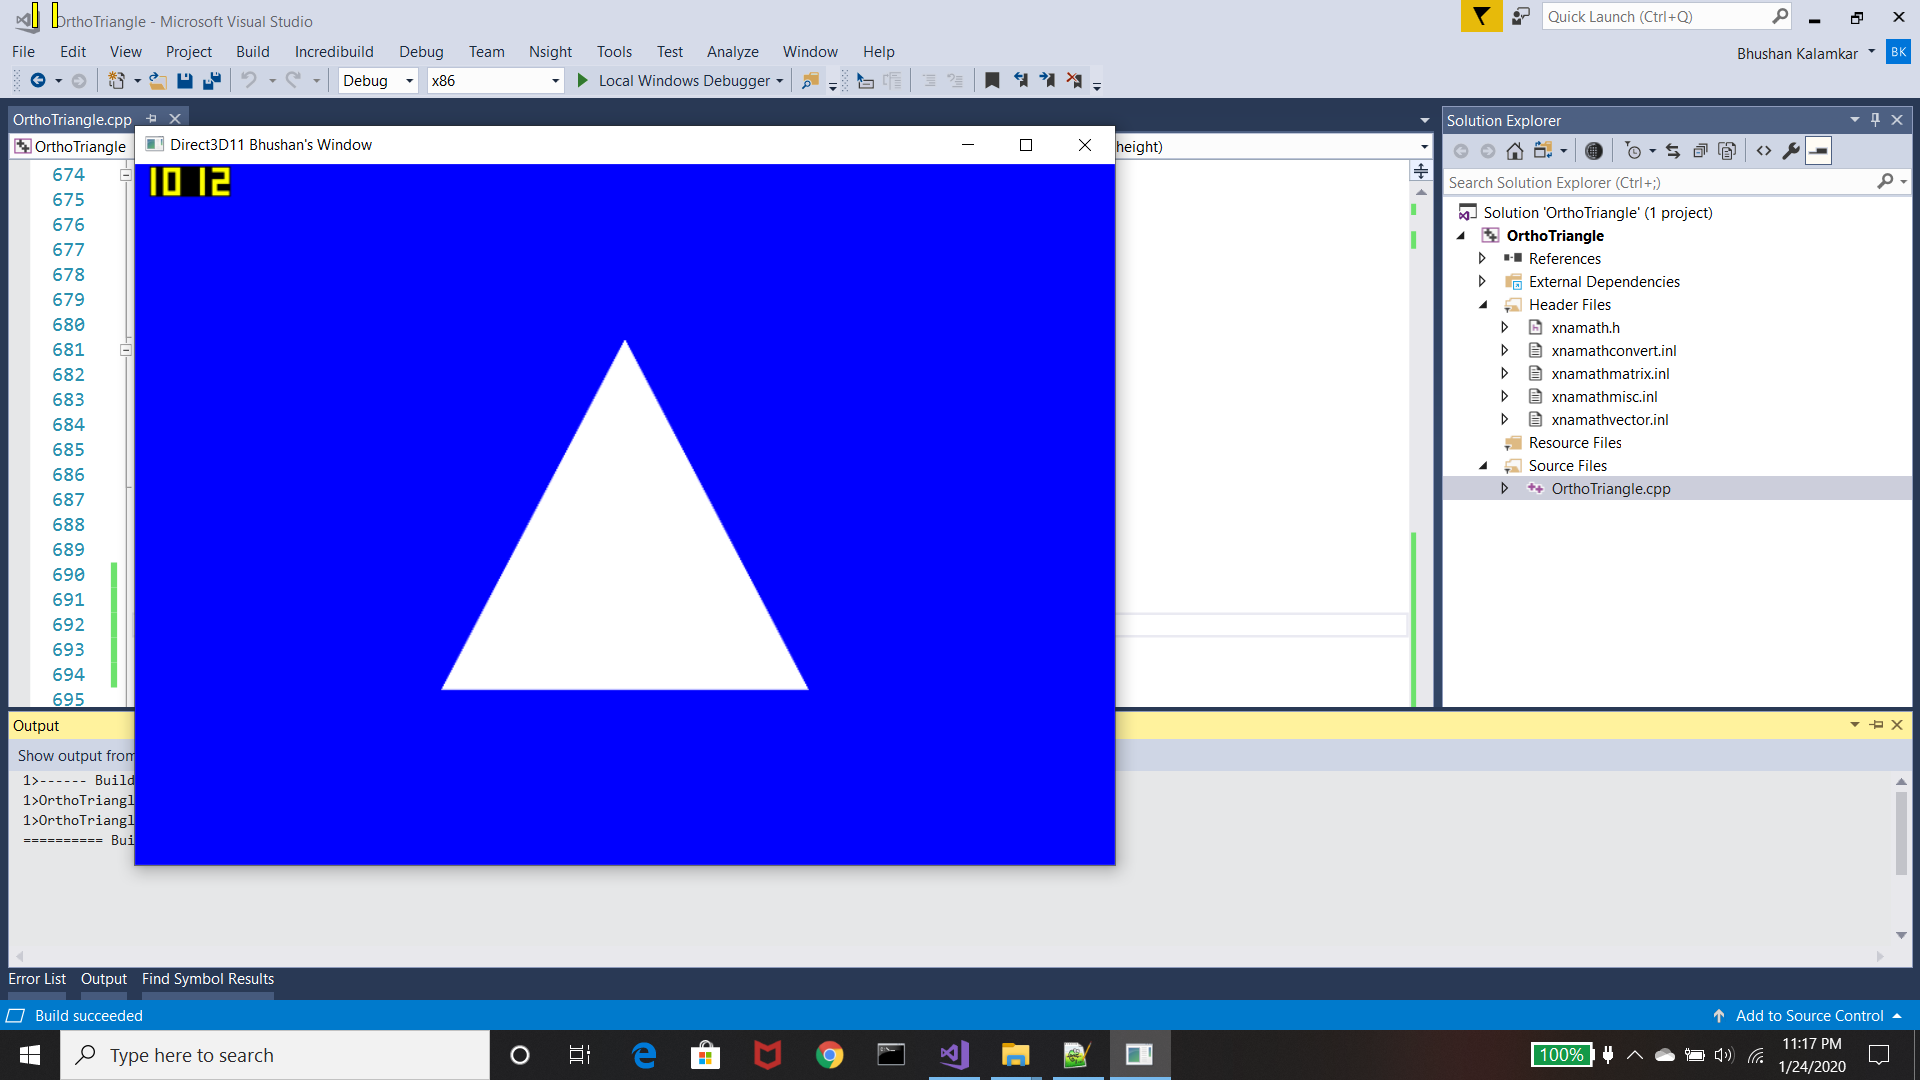 OrthoTriangle - Microsoft Visual Studio
Quick Launch (Ctrl+Q)
File Edit View Project Build Incredibuild Debug Team Nsight Tools Test Analyze Window Help
Bhushan Kalamkar BK
Debug x86 Local Windows Debugger
OrthoTriangle.cpp
Solution Explorer
Direct3D11 Bhushan's Window
OrthoTriangle
height)
10 12
674
675
676
677
678
679
680
681
682
683
684
685
686
687
688
689
690
691
692
693
694
695
Search Solution Explorer (Ctrl+;)
Solution 'OrthoTriangle' (1 project)
OrthoTriangle
References
External Dependencies
Header Files
xnamath.h
xnamathconvert.inl
xnamathmatrix.inl
xnamathmisc.inl
xnamathvector.inl
Resource Files
Source Files
OrthoTriangle.cpp
Output
Show output from
1>------ Build
1>OrthoTriangl
1>OrthoTriangl
========== Bui
Error List Output Find Symbol Results
Build succeeded
Add to Source Control
Type here to search
100%
11:17 PM
1/24/2020